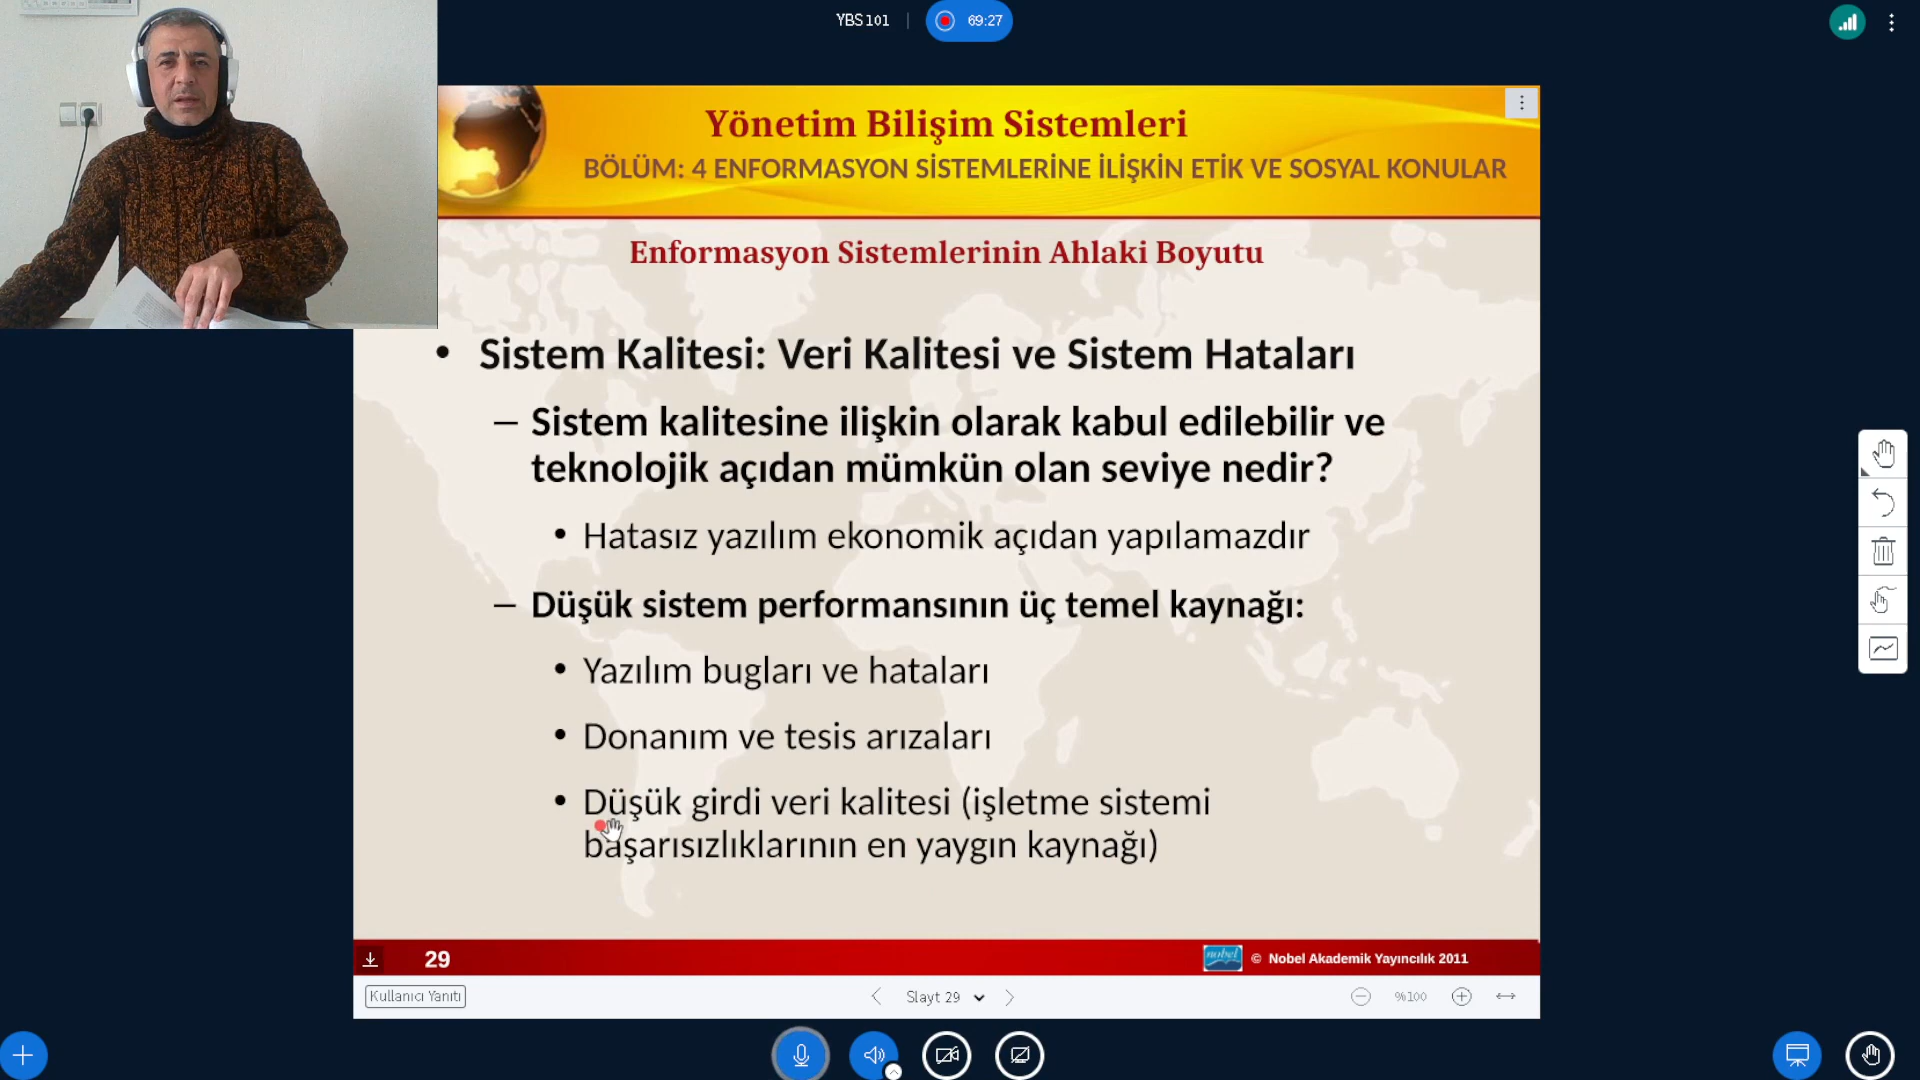 YBS 101
69:27
Yönetim Bilişim Sistemleri
BÖLÜM: 4 ENFORMASYON SİSTEMLERİNE İLİŞKİN ETİK VE SOSYAL KONULAR
Enformasyon Sistemlerinin Ahlaki Boyutu
• Sistem Kalitesi: Veri Kalitesi ve Sistem Hataları
– Sistem kalitesine ilişkin olarak kabul edilebilir ve
teknolojik açıdan mümkün olan seviye nedir?
• Hatasız yazılım ekonomik açıdan yapılamazdır
– Düşük sistem performansının üç temel kaynağı:
• Yazılım bugları ve hataları
• Donanım ve tesis arızaları
• Düşük girdi veri kalitesi (işletme sistemi
başarısızlıklarının en yaygın kaynağı)
29
nobel
© Nobel Akademik Yayıncılık 2011
Kullanıcı Yanıtı
Slayt 29
%100